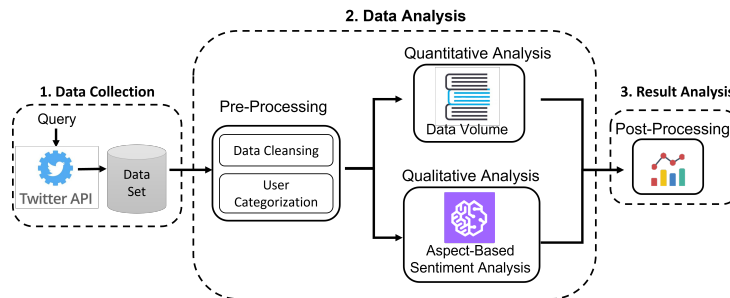 2. Data Analysis
1. Data Collection
Query
Twitter API
Data
Set
Pre-Processing
Data Cleansing
User
Categorization
Quantitative Analysis
Data Volume
Qualitative Analysis
Aspect-Based
Sentiment Analysis
3. Result Analysis
Post-Processing